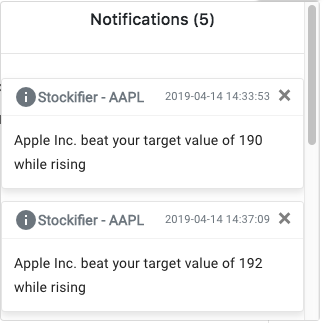 Notifications (5)
Stockifier - AAPL 2019-04-14 14:33:53 ✕
Apple Inc. beat your target value of 190
while rising
Stockifier - AAPL 2019-04-14 14:37:09 ✕
Apple Inc. beat your target value of 192
while rising